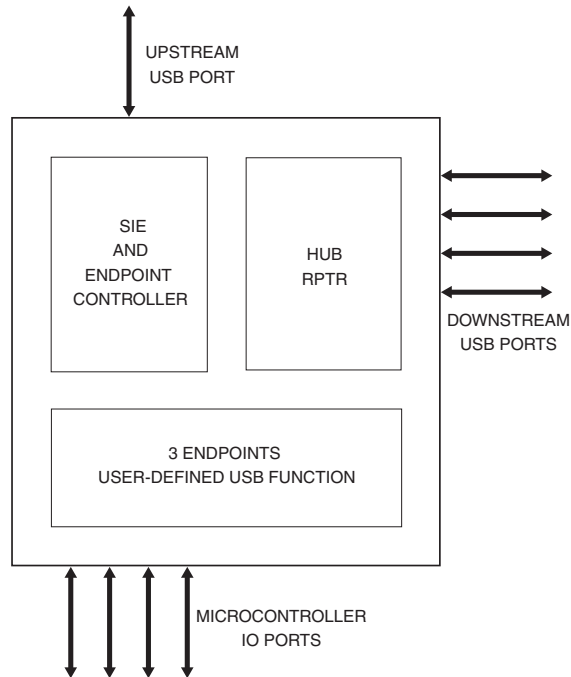 UPSTREAM
USB PORT
SIE
AND
ENDPOINT
CONTROLLER
HUB
RPTR
DOWNSTREAM
USB PORTS
3 ENDPOINTS
USER-DEFINED USB FUNCTION
MICROCONTROLLER
IO PORTS